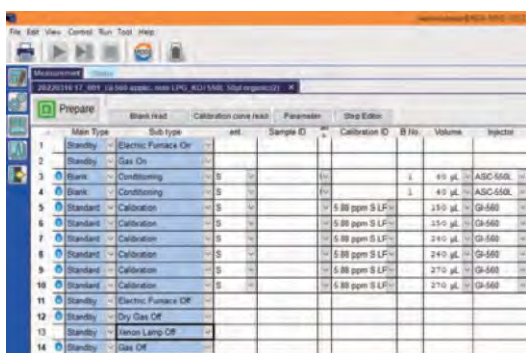 File Edit View Control Run Tool Help
Measurement
Prepare Blank read Calibration curve read Parameter Step Editor
Main Type Sub type Sample ID Calibration ID B No. Volume Injector
1 Standby Electric Furnace On
2 Standby Gas On
3 Blank Conditioning S 1 40 µL ASC-550L
4 Blank Conditioning S 1 40 µL ASC-550L
5 Standard Calibration S 5.88 ppm S LF 150 µL GI-560
6 Standard Calibration S 5.88 ppm S LF 150 µL GI-560
7 Standard Calibration S 5.88 ppm S LF 240 µL GI-560
8 Standard Calibration S 5.88 ppm S LF 240 µL GI-560
9 Standard Calibration S 5.88 ppm S LF 270 µL GI-560
10 Standard Calibration S 5.88 ppm S LF 270 µL GI-560
11 Standby Electric Furnace Off
12 Standby Dry Gas Off
13 Standby Xenon Lamp Off
14 Standby Gas Off